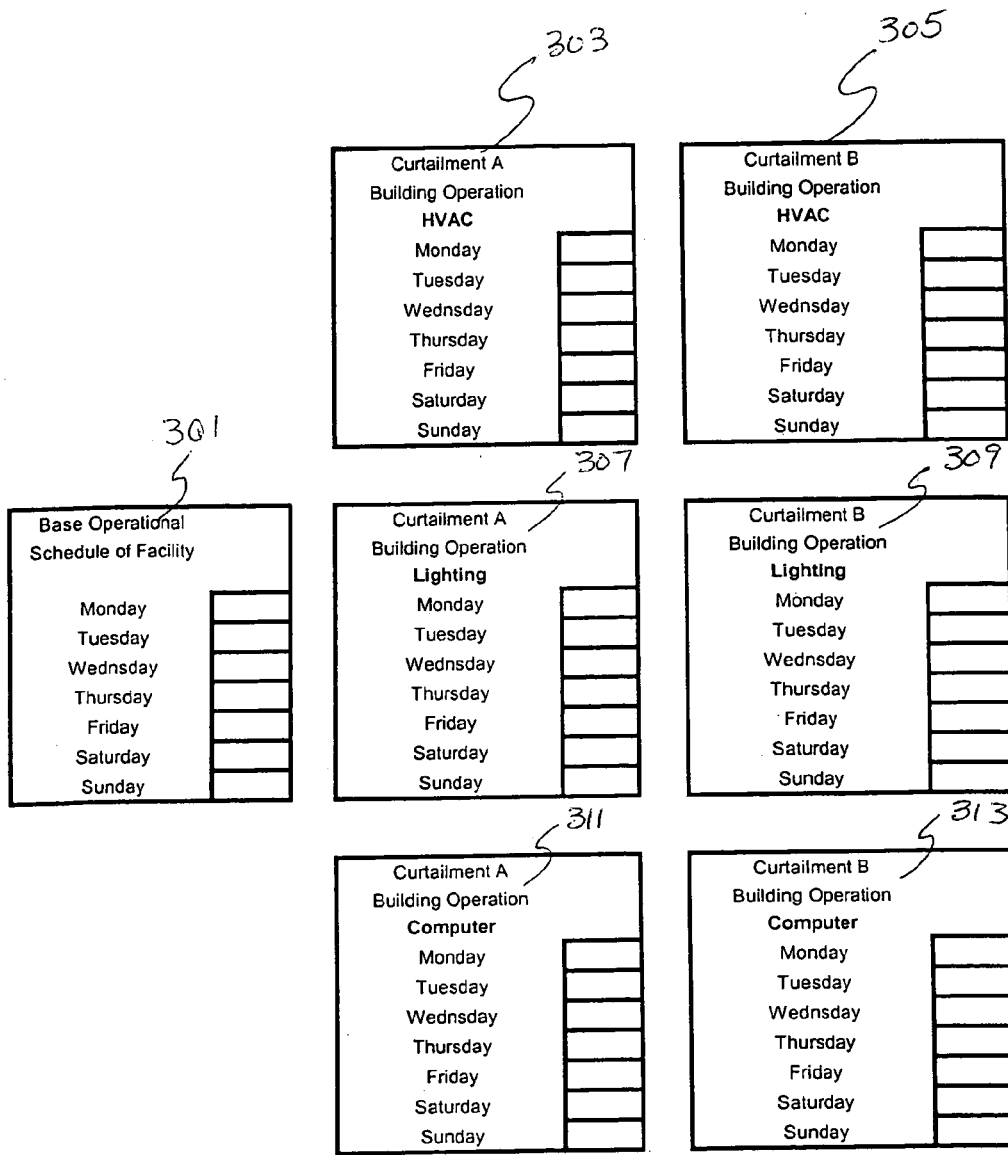 303
Curtailment A
Building Operation
HVAC
Monday
Tuesday
Wednsday
Thursday
Friday
Saturday
Sunday
305
Curtailment B
Building Operation
HVAC
Monday
Tuesday
Wednsday
Thursday
Friday
Saturday
Sunday
301
Base Operational
Schedule of Facility
Monday
Tuesday
Wednsday
Thursday
Friday
Saturday
Sunday
307
Curtailment A
Building Operation
Lighting
Monday
Tuesday
Wednsday
Thursday
Friday
Saturday
Sunday
309
Curtailment B
Building Operation
Lighting
Monday
Tuesday
Wednsday
Thursday
Friday
Saturday
Sunday
311
Curtailment A
Building Operation
Computer
Monday
Tuesday
Wednsday
Thursday
Friday
Saturday
Sunday
313
Curtailment B
Building Operation
Computer
Monday
Tuesday
Wednsday
Thursday
Friday
Saturday
Sunday